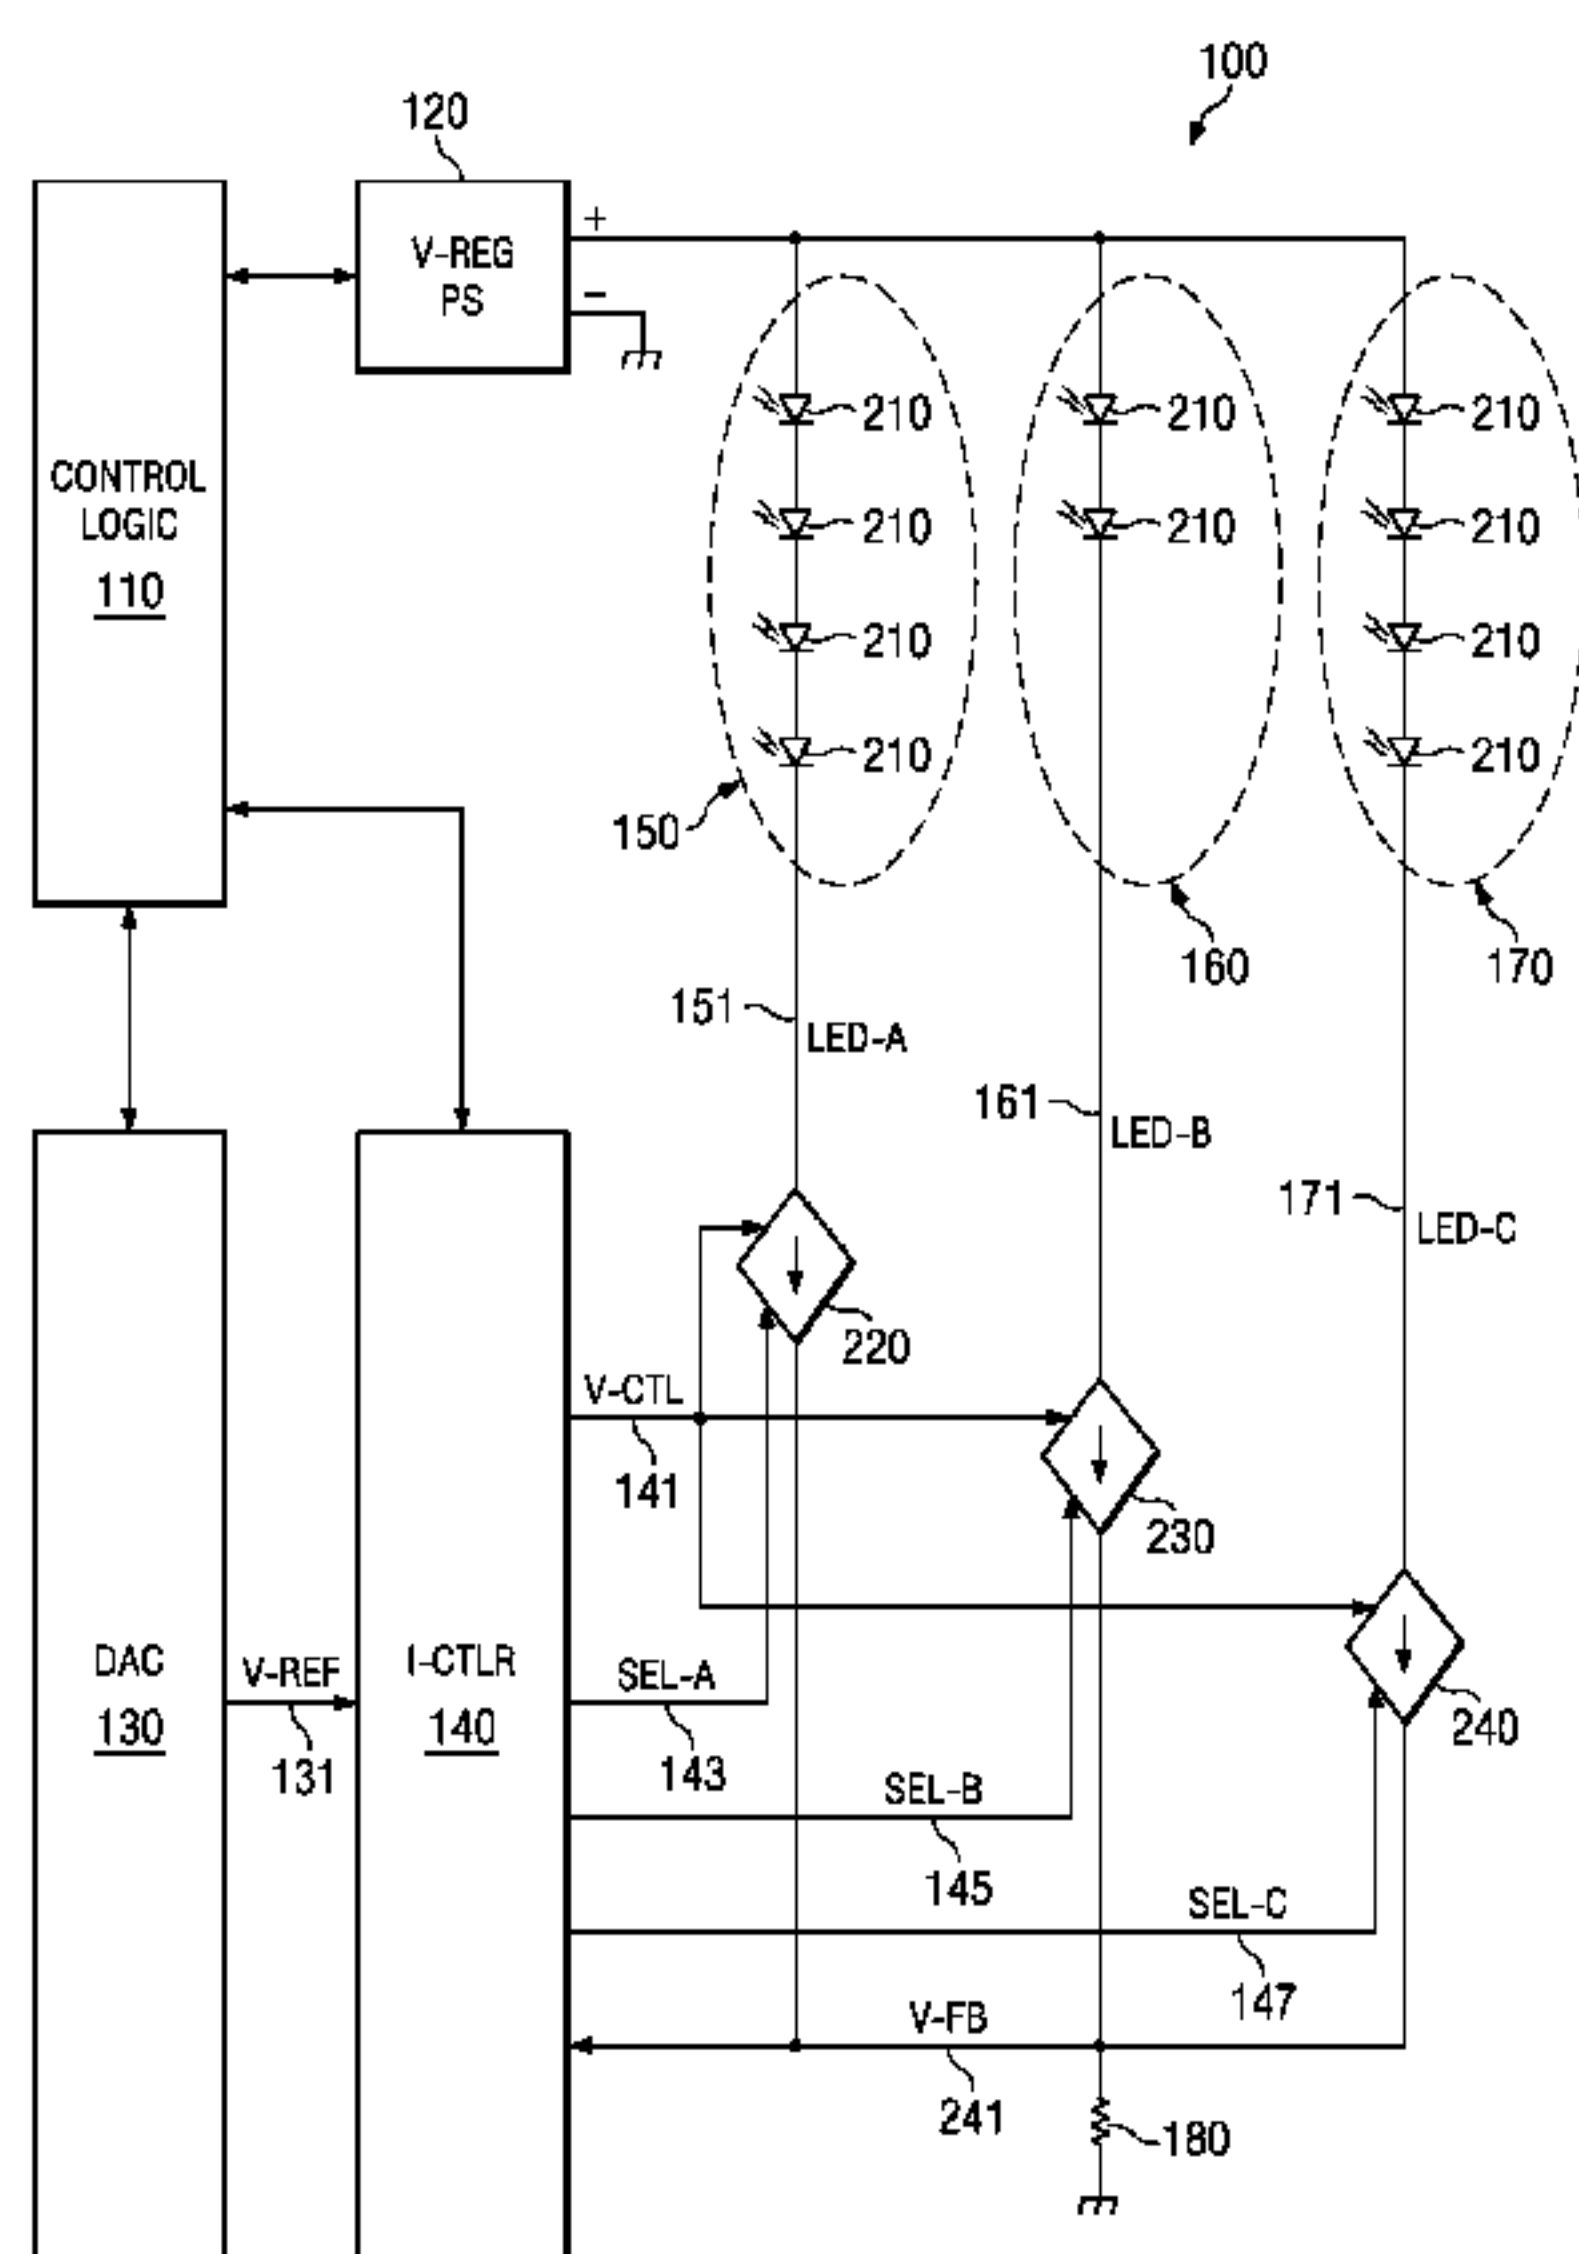 100
120
V-REG
PS
+
−
CONTROL
LOGIC
110
210 210 210
210 210 210
210 210
210 210
150
160 170
151
LED-A
161
LED-B
171
LED-C
220
V-CTL
141
230
DAC
130
V-REF
131
I-CTLR
140
SEL-A
143
240
SEL-B
145
SEL-C
147
V-FB
241
180